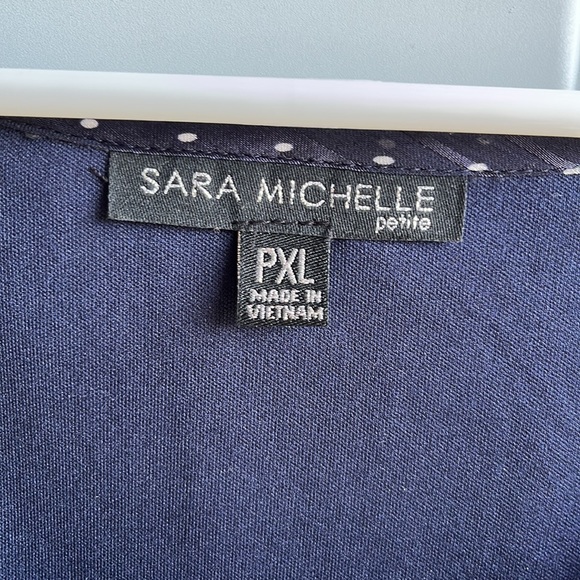 SARA MICHELLE
petite
PXL
MADE IN
VIETNAM